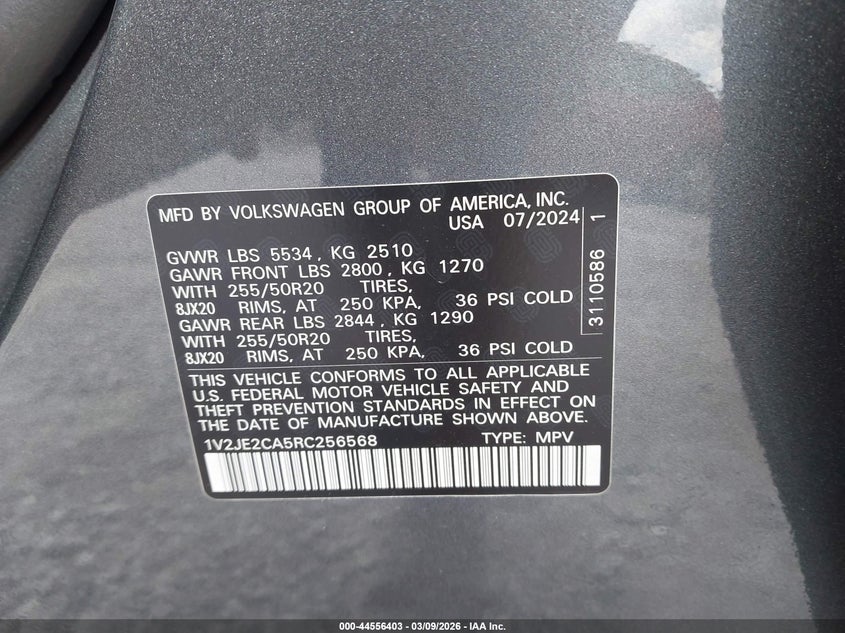 MFD BY VOLKSWAGEN GROUP OF AMERICA, INC.
USA 07/2024
GVWR LBS 5534, KG 2510
GAWR FRONT LBS 2800, KG 1270
WITH 255/50R20 TIRES,
8JX20 RIMS, AT 250 KPA, 36 PSI COLD
GAWR REAR LBS 2844, KG 1290
WITH 255/50R20 TIRES,
8JX20 RIMS, AT 250 KPA, 36 PSI COLD
3110586 1
THIS VEHICLE CONFORMS TO ALL APPLICABLE
U.S. FEDERAL MOTOR VEHICLE SAFETY AND
THEFT PREVENTION STANDARDS IN EFFECT ON
THE DATE OF MANUFACTURE SHOWN ABOVE.
1V2JE2CA5RC256568 TYPE: MPV
000-44556403 - 03/09/2026 - IAA Inc.